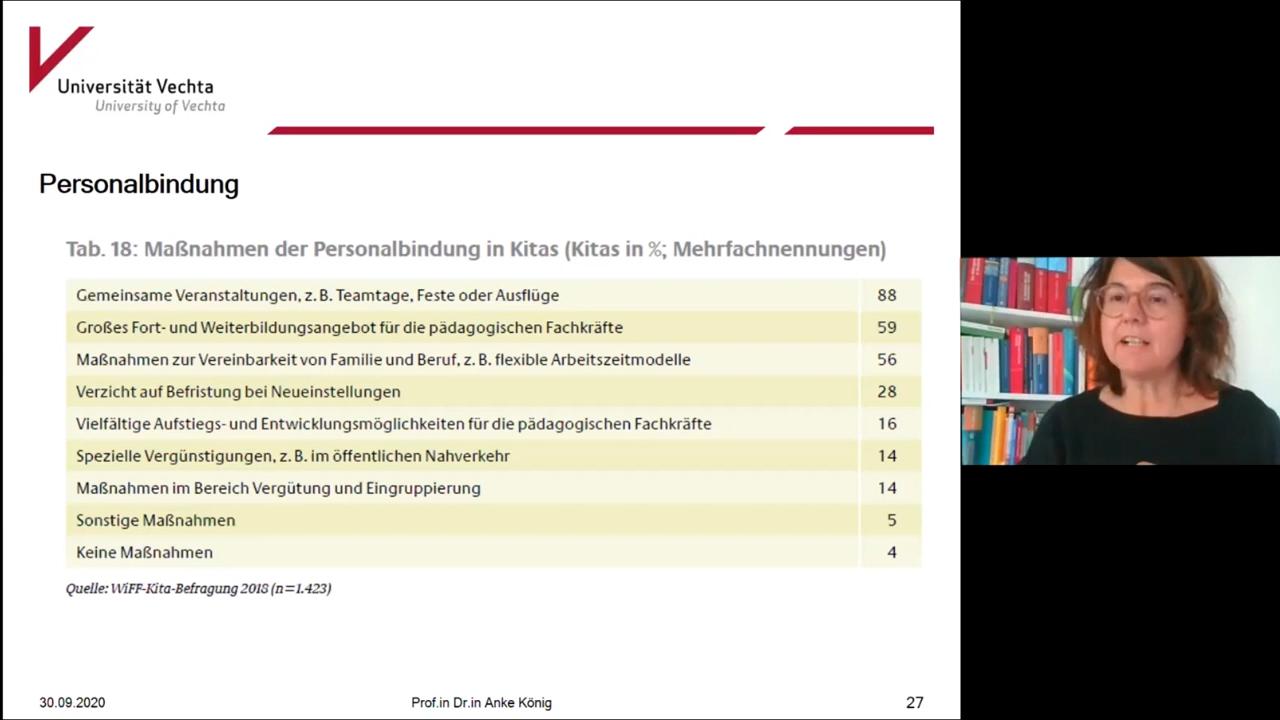 Universität Vechta
University of Vechta
Personalbindung
Tab. 18: Maßnahmen der Personalbindung in Kitas (Kitas in %; Mehrfachnennungen)
Gemeinsame Veranstaltungen, z. B. Teamtage, Feste oder Ausflüge 88
Großes Fort- und Weiterbildungsangebot für die pädagogischen Fachkräfte 59
Maßnahmen zur Vereinbarkeit von Familie und Beruf, z. B. flexible Arbeitszeitmodelle 56
Verzicht auf Befristung bei Neueinstellungen 28
Vielfältige Aufstiegs- und Entwicklungsmöglichkeiten für die pädagogischen Fachkräfte 16
Spezielle Vergünstigungen, z. B. im öffentlichen Nahverkehr 14
Maßnahmen im Bereich Vergütung und Eingruppierung 14
Sonstige Maßnahmen 5
Keine Maßnahmen 4
Quelle: WiFF-Kita-Befragung 2018 (n=1.423)
30.09.2020 Prof.in Dr.in Anke König 27